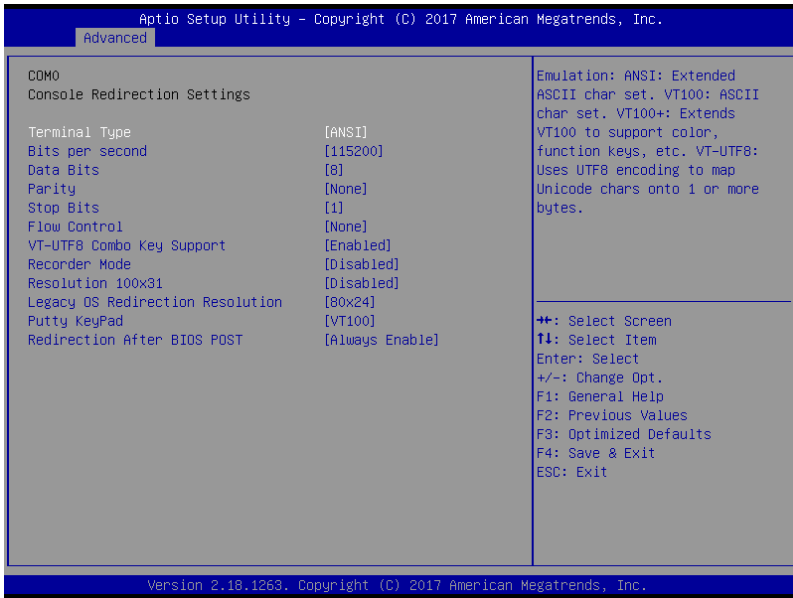 Aptio Setup Utility – Copyright (C) 2017 American Megatrends, Inc.
Advanced
COM0
Console Redirection Settings
Terminal Type [ANSI]
Bits per second [115200]
Data Bits [8]
Parity [None]
Stop Bits [1]
Flow Control [None]
VT-UTF8 Combo Key Support [Enabled]
Recorder Mode [Disabled]
Resolution 100x31 [Disabled]
Legacy OS Redirection Resolution [80x24]
Putty KeyPad [VT100]
Redirection After BIOS POST [Always Enable]
Emulation: ANSI: Extended
ASCII char set. VT100: ASCII
char set. VT100+: Extends
VT100 to support color,
function keys, etc. VT-UTF8:
Uses UTF8 encoding to map
Unicode chars onto 1 or more
bytes.
→←: Select Screen
↑↓: Select Item
Enter: Select
+/-: Change Opt.
F1: General Help
F2: Previous Values
F3: Optimized Defaults
F4: Save & Exit
ESC: Exit
Version 2.18.1263. Copyright (C) 2017 American Megatrends, Inc.